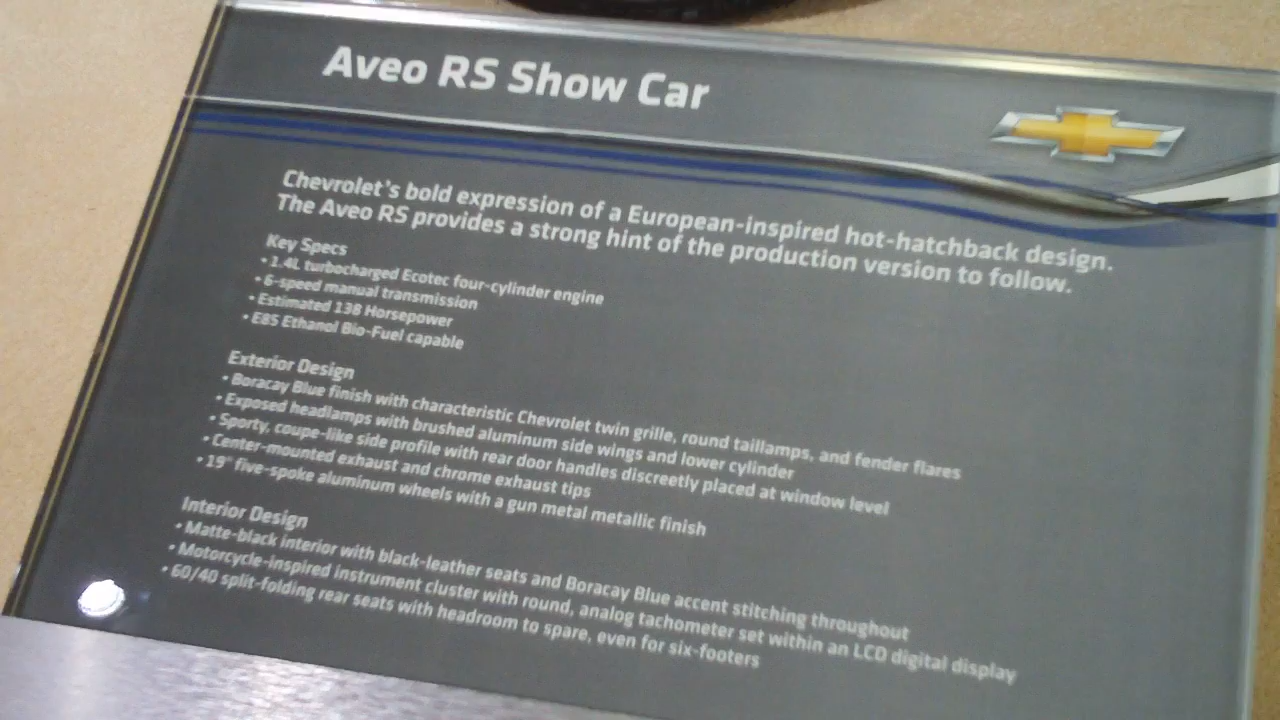 Aveo RS Show Car
Chevrolet's bold expression of a European-inspired hot-hatchback design.
The Aveo RS provides a strong hint of the production version to follow.
Key Specs
• 1.4L turbocharged Ecotec four-cylinder engine
• 6-speed manual transmission
• Estimated 138 Horsepower
• E85 Ethanol Bio-Fuel capable
Exterior Design
• Boracay Blue finish with characteristic Chevrolet twin grille, round taillamps, and fender flares
• Exposed headlamps with brushed aluminum side wings and lower cylinder
• Sporty, coupe-like side profile with rear door handles discreetly placed at window level
• Center-mounted exhaust and chrome exhaust tips
• 19" five-spoke aluminum wheels with a gun metal metallic finish
Interior Design
• Matte-black interior with black-leather seats and Boracay Blue accent stitching throughout
• Motorcycle-inspired instrument cluster with round, analog tachometer set within an LCD digital display
• 60/40 split-folding rear seats with headroom to spare, even for six-footers